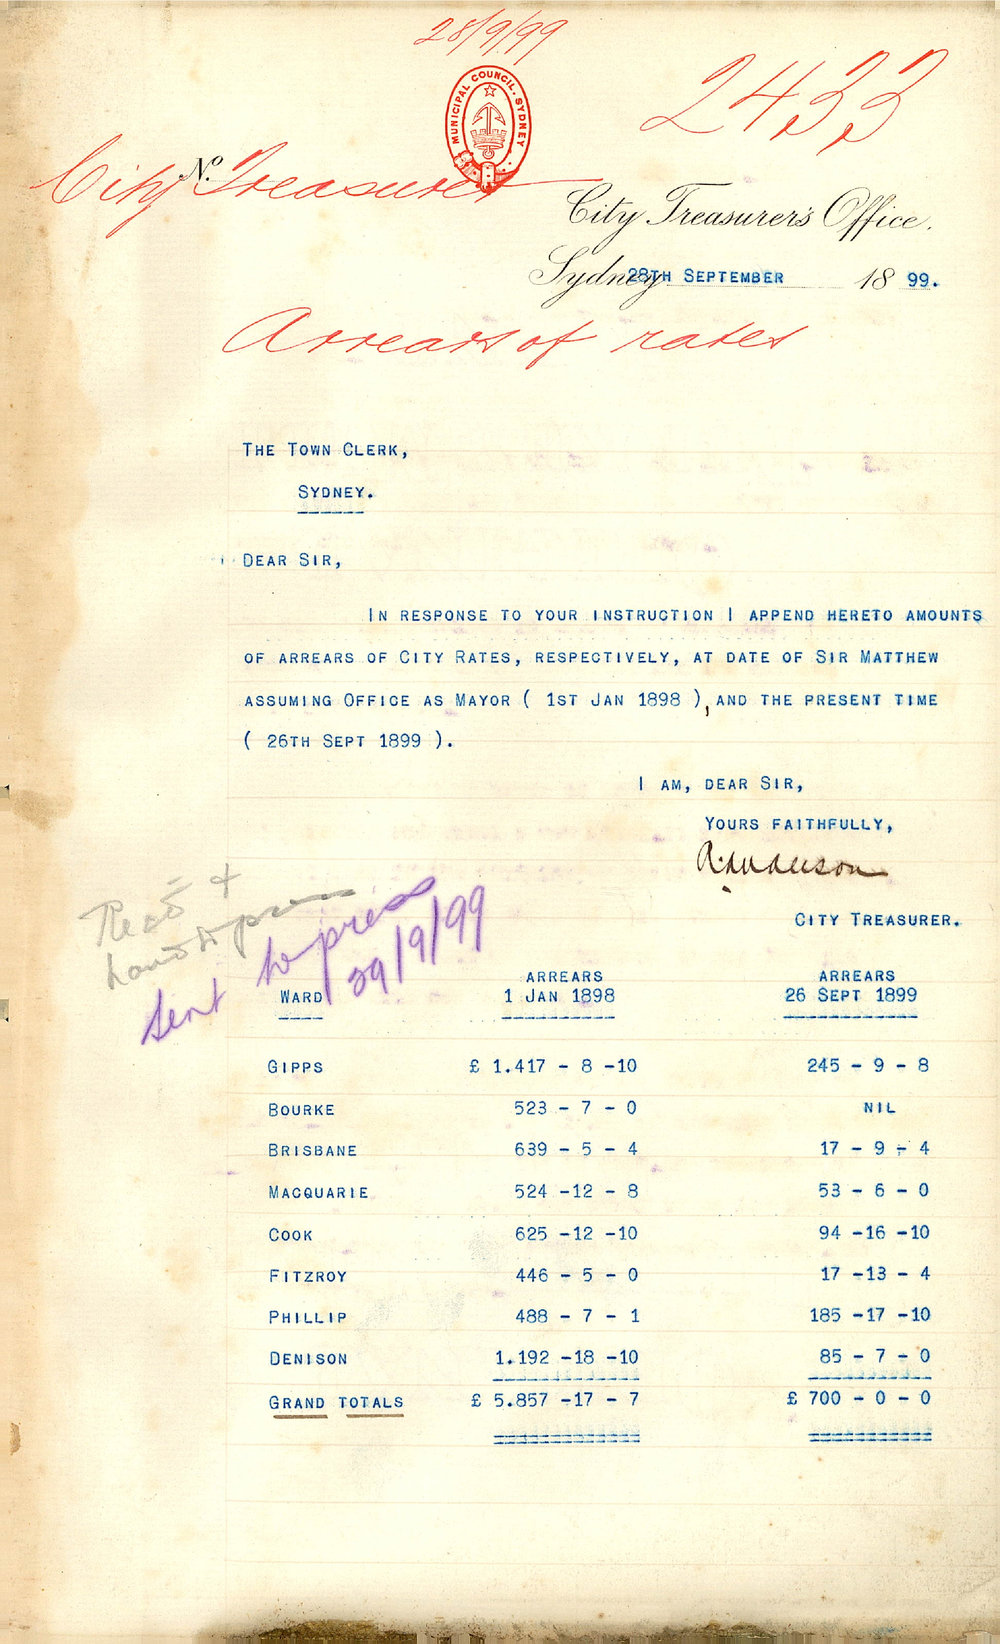 28/9/99
MUNICIPAL COUNCIL. SYDNEY
2433
No.
City Treasurer
City Treasurer's Office.
Sydney 28TH SEPTEMBER 1899.
Arrears of rates
THE TOWN CLERK,
SYDNEY.
DEAR SIR,
IN RESPONSE TO YOUR INSTRUCTION I APPEND HERETO AMOUNTS
OF ARREARS OF CITY RATES, RESPECTIVELY, AT DATE OF SIR MATTHEW
ASSUMING OFFICE AS MAYOR ( 1ST JAN 1898 ), AND THE PRESENT TIME
( 26TH SEPT 1899 ).
I AM, DEAR SIR,
YOURS FAITHFULLY,
CITY TREASURER.
Sent to press
29/9/99
WARD ARREARS 1 JAN 1898 ARREARS 26 SEPT 1899
GIPPS £ 1.417 - 8 -10 245 - 9 - 8
BOURKE 523 - 7 - 0 NIL
BRISBANE 639 - 5 - 4 17 - 9 - 4
MACQUARIE 524 -12 - 8 53 - 6 - 0
COOK 625 -12 -10 94 -16 -10
FITZROY 446 - 5 - 0 17 -13 - 4
PHILLIP 488 - 7 - 1 185 -17 -10
DENISON 1.192 -18 -10 85 - 7 - 0
GRAND TOTALS £ 5.857 -17 - 7 £ 700 - 0 - 0